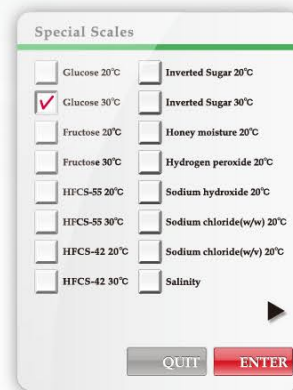 Special Scales
Glucose 20℃
Inverted Sugar 20℃
Glucose 30℃
Inverted Sugar 30℃
Fructose 20℃
Honey moisture 20℃
Fructose 30℃
Hydrogen peroxide 20℃
HFCS-55 20℃
Sodium hydroxide 20℃
HFCS-55 30℃
Sodium chloride(w/w) 20℃
HFCS-42 20℃
Sodium chloride(w/v) 20℃
HFCS-42 30℃
Salinity
QUIT
ENTER